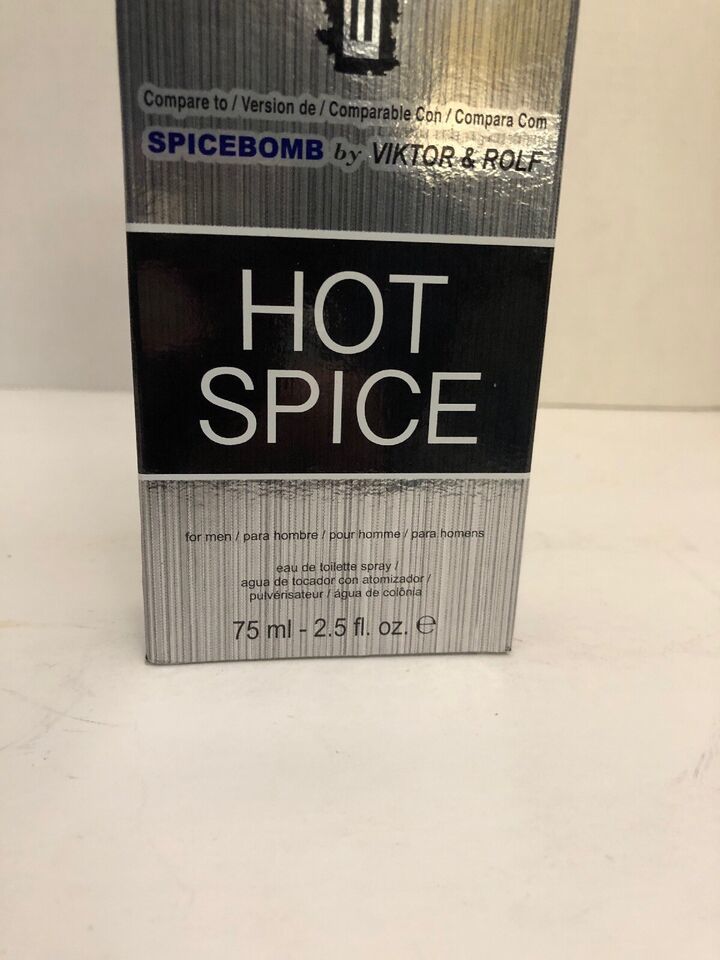 Compare to / Version de / Comparable Con / Compara Com
SPICEBOMB by VIKTOR & ROLF
HOT
SPICE
for men / para hombre / pour homme / para homens
eau de toilette spray /
agua de tocador con atomizador /
pulvérisateur / água de colônia
75 ml - 2.5 fl. oz. ℮